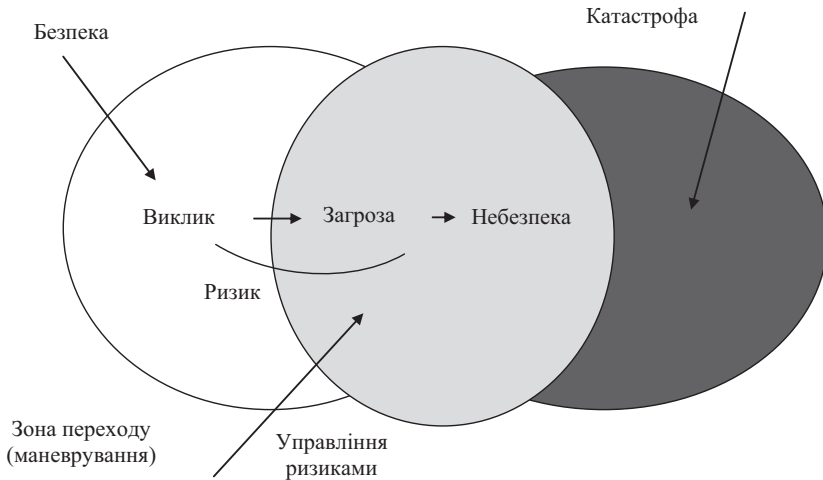 Безпека
Катастрофа
Виклик
Загроза
Небезпека
Ризик
Зона переходу
(маневрування)
Управління
ризиками